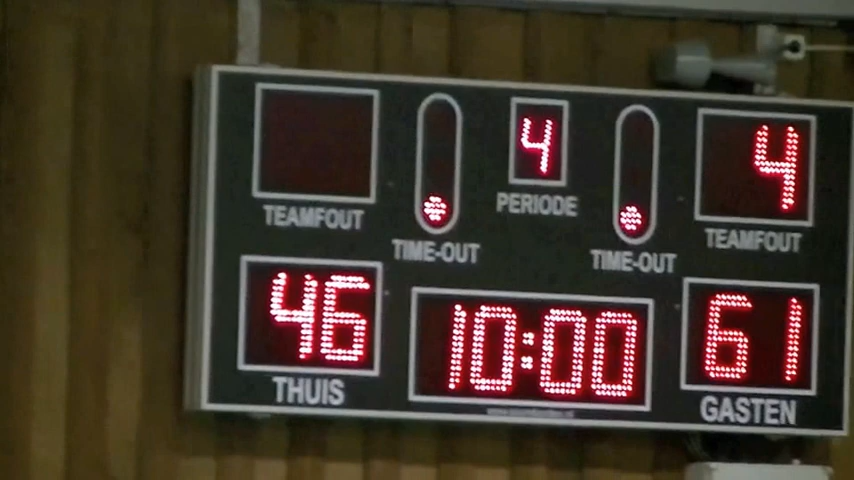 4
4
TEAMFOUT
TIME-OUT
PERIODE
TIME-OUT
TEAMFOUT
46
10:00
61
THUIS
GASTEN